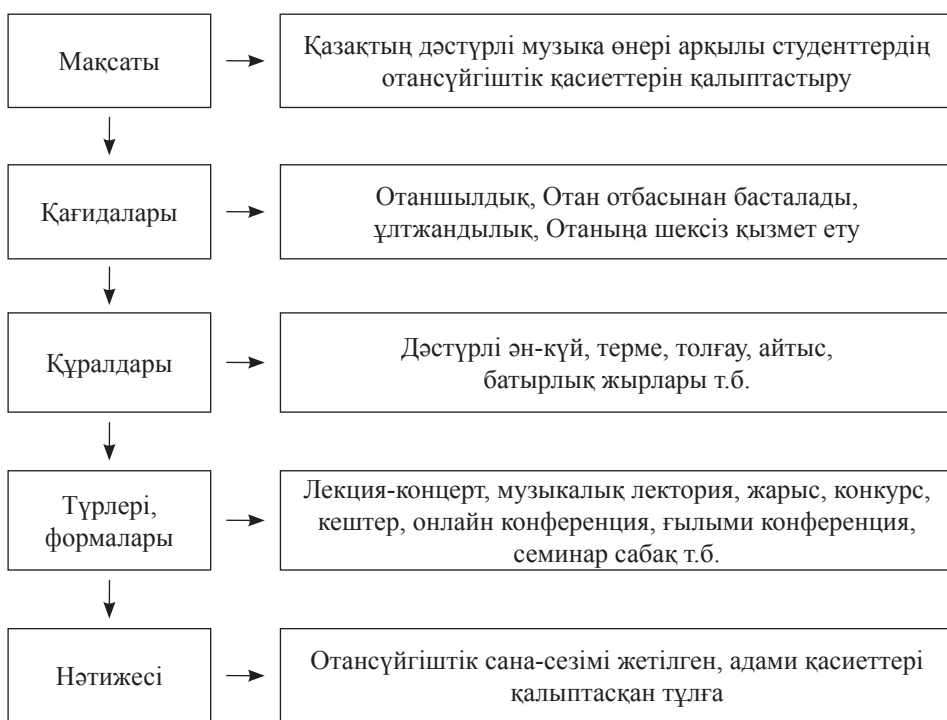 Мақсаты
Қазақтың дәстүрлі музыка өнері арқылы студенттердің
отансүйгіштік қасиеттерін қалыптастыру
Қағидалары
Отаншылдық, Отан отбасынан басталады,
ұлтжандылық, Отаныңа шексіз қызмет ету
Құралдары
Дәстүрлі ән-күй, терме, толғау, айтыс,
батырлық жырлары т.б.
Түрлері,
формалары
Лекция-концерт, музыкалық лектория, жарыс, конкурс,
кештер, онлайн конференция, ғылыми конференция,
семинар сабақ т.б.
Нәтижесі
Отансүйгіштік сана-сезімі жетілген, адами қасиеттері
қалыптасқан тұлға